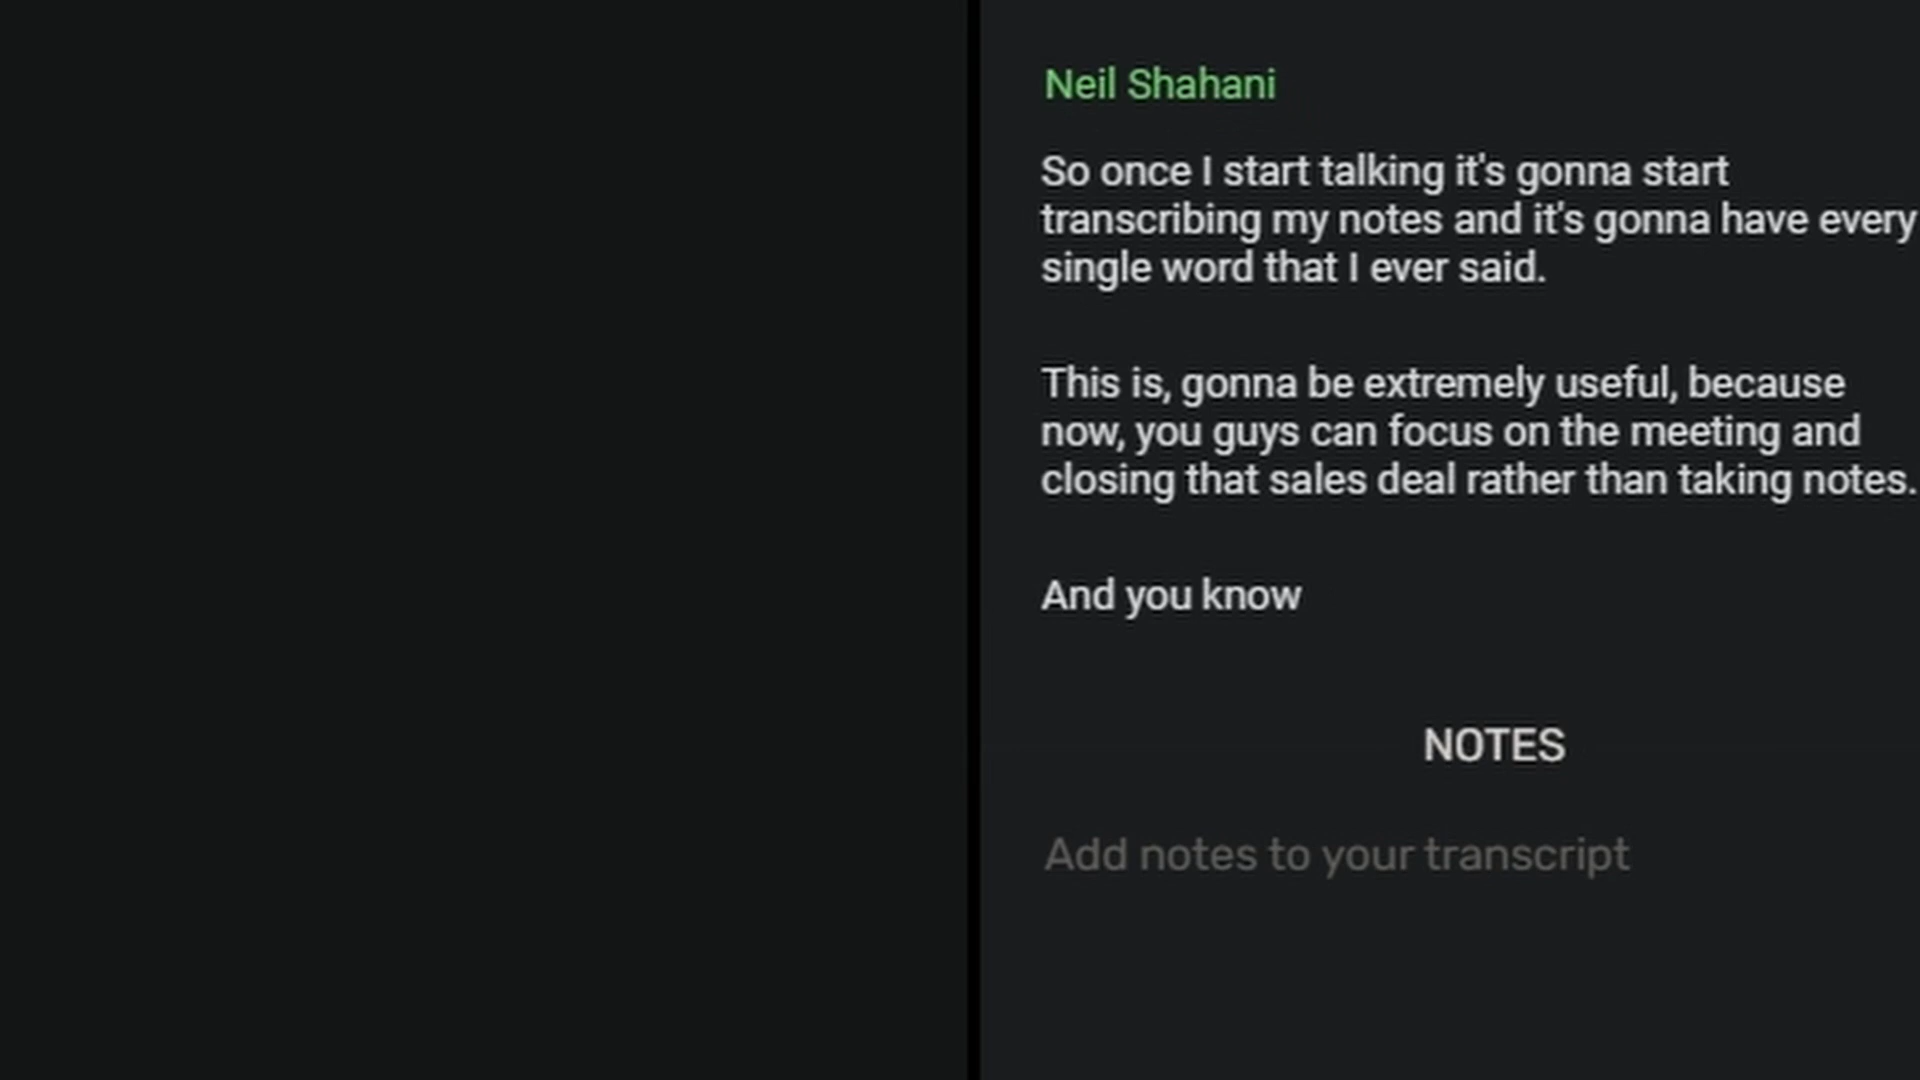 Neil Shahani
So once I start talking it's gonna start
transcribing my notes and it's gonna have every
single word that I ever said.
This is, gonna be extremely useful, because
now, you guys can focus on the meeting and
closing that sales deal rather than taking notes.
And you know
NOTES
Add notes to your transcript